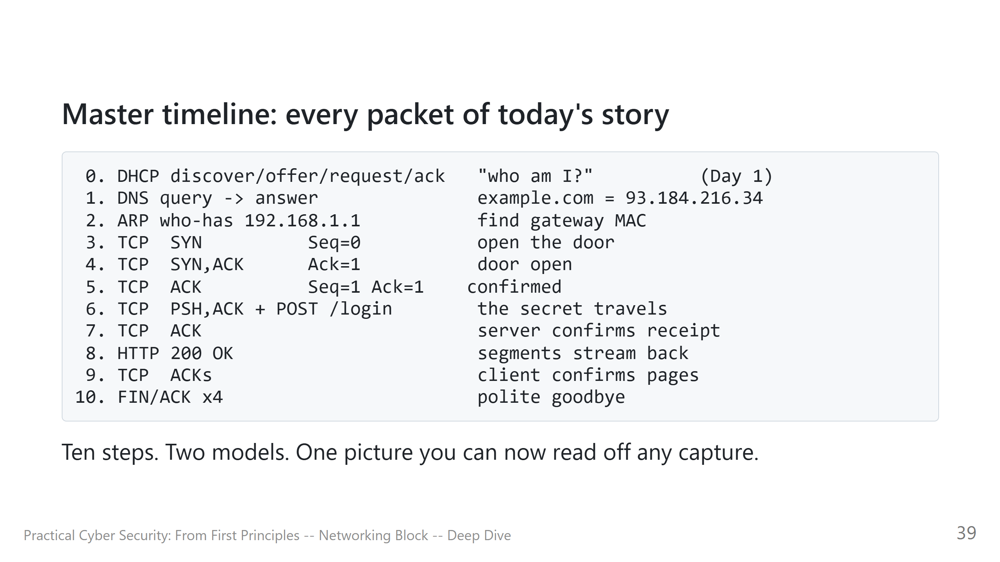 Master timeline: every packet of today's story
0. DHCP discover/offer/request/ack "who am I?" (Day 1)
1. DNS query -> answer example.com = 93.184.216.34
2. ARP who-has 192.168.1.1 find gateway MAC
3. TCP SYN Seq=0 open the door
4. TCP SYN,ACK Ack=1 door open
5. TCP ACK Seq=1 Ack=1 confirmed
6. TCP PSH,ACK + POST /login the secret travels
7. TCP ACK server confirms receipt
8. HTTP 200 OK segments stream back
9. TCP ACKs client confirms pages
10. FIN/ACK x4 polite goodbye
Ten steps. Two models. One picture you can now read off any capture.
Practical Cyber Security: From First Principles -- Networking Block -- Deep Dive
39